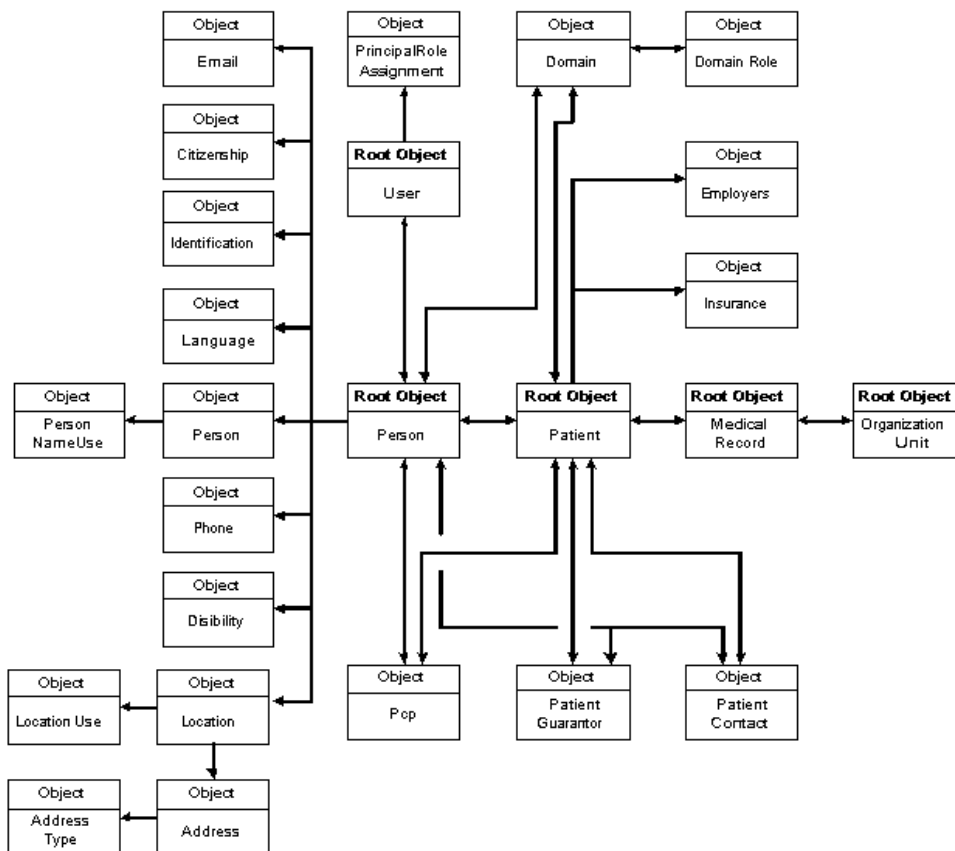 Object
Email
Object
PrincipalRole
Assignment
Object
Domain
Object
Domain Role
Object
Citizenship
Root Object
User
Object
Employers
Object
Identification
Object
Insurance
Object
Language
Object
Person
NameUse
Object
Person
Root Object
Person
Root Object
Patient
Root Object
Medical
Record
Root Object
Organization
Unit
Object
Phone
Object
Disibility
Object
Location Use
Object
Location
Object
Pcp
Object
Patient
Guarantor
Object
Patient
Contact
Object
Address
Type
Object
Address